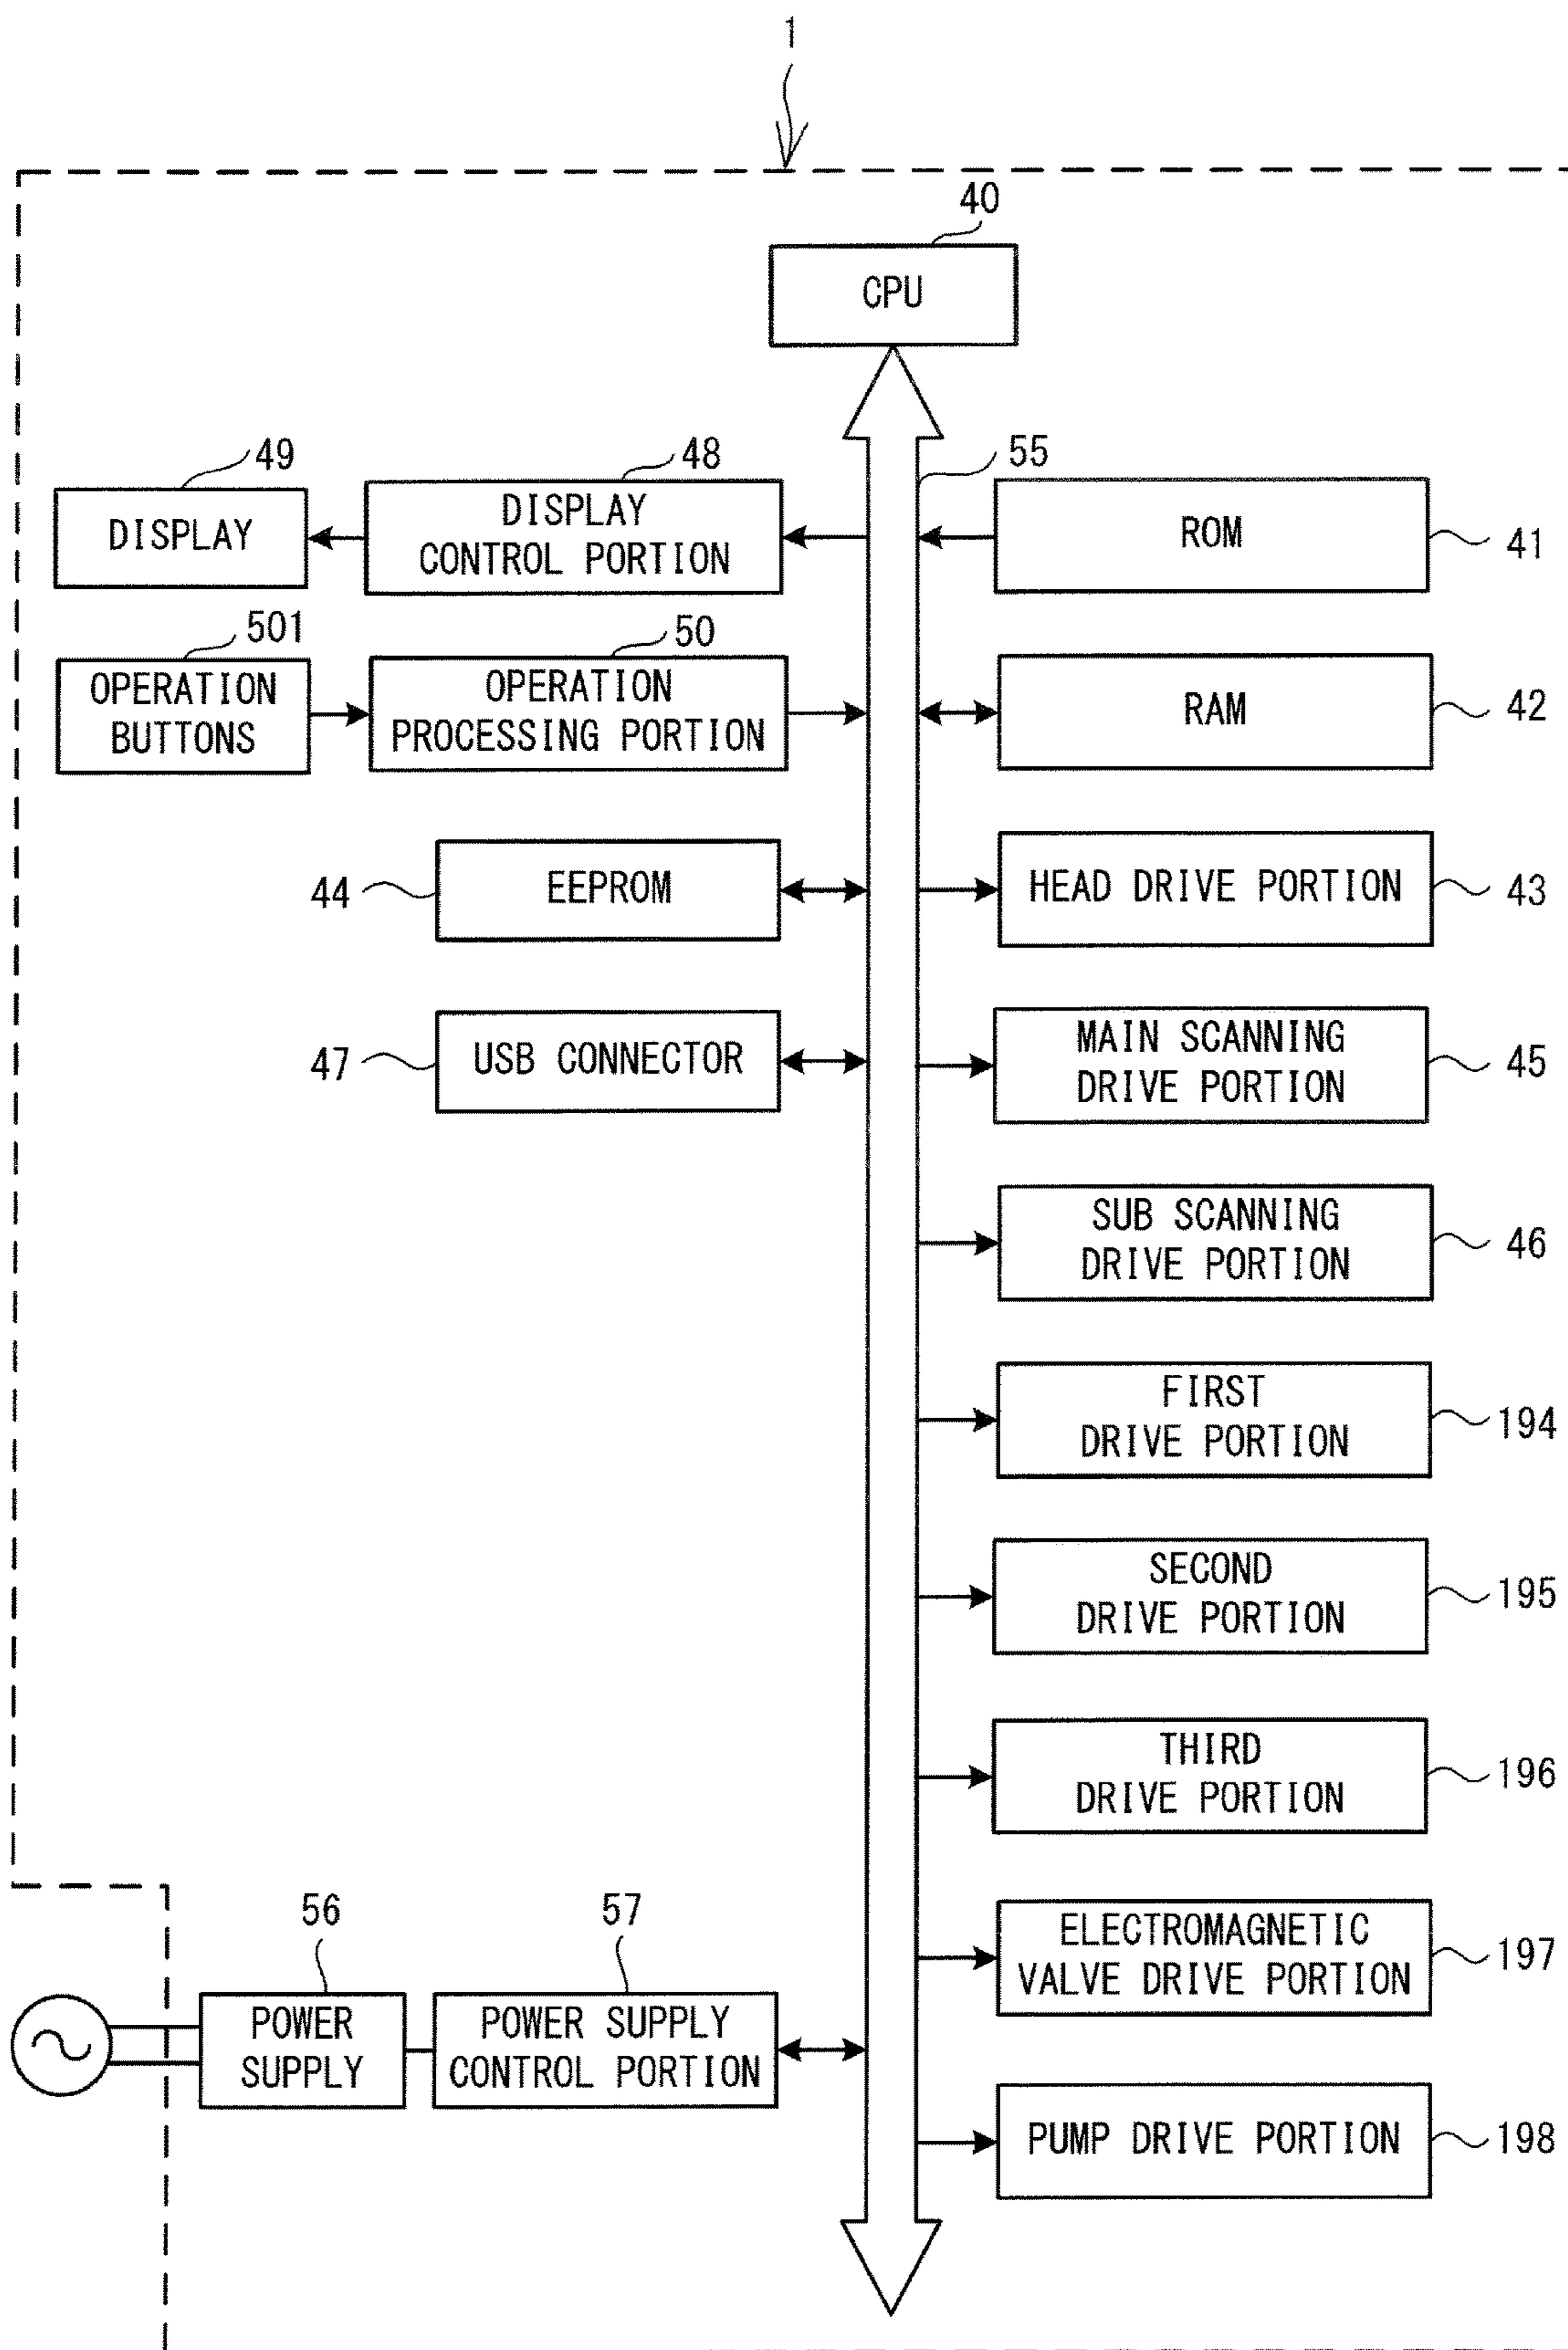 1
40
CPU
49
48
55
DISPLAY
DISPLAY
CONTROL PORTION
ROM
41
501
50
OPERATION
BUTTONS
OPERATION
PROCESSING PORTION
RAM
42
44
EEPROM
HEAD DRIVE PORTION
43
47
USB CONNECTOR
MAIN SCANNING
DRIVE PORTION
45
SUB SCANNING
DRIVE PORTION
46
FIRST
DRIVE PORTION
194
SECOND
DRIVE PORTION
195
THIRD
DRIVE PORTION
196
56
57
POWER
SUPPLY
POWER SUPPLY
CONTROL PORTION
ELECTROMAGNETIC
VALVE DRIVE PORTION
197
PUMP DRIVE PORTION
198